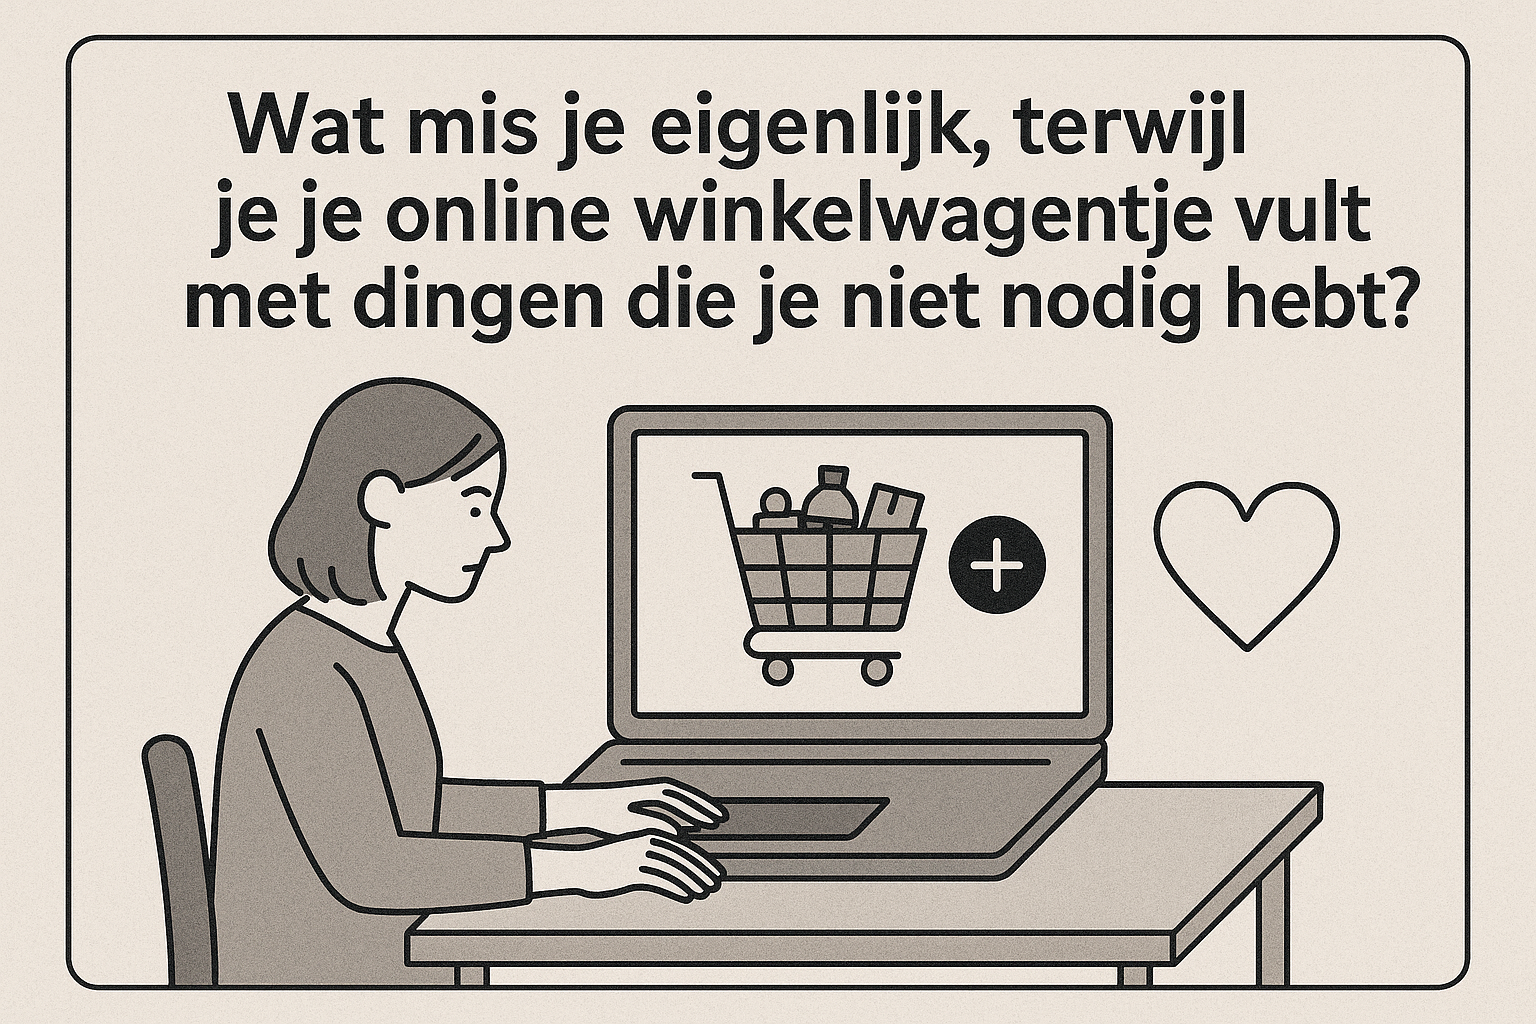 Wat mis je eigenlijk, terwijl
je je online winkelwagentje vult
met dingen die je niet nodig hebt?